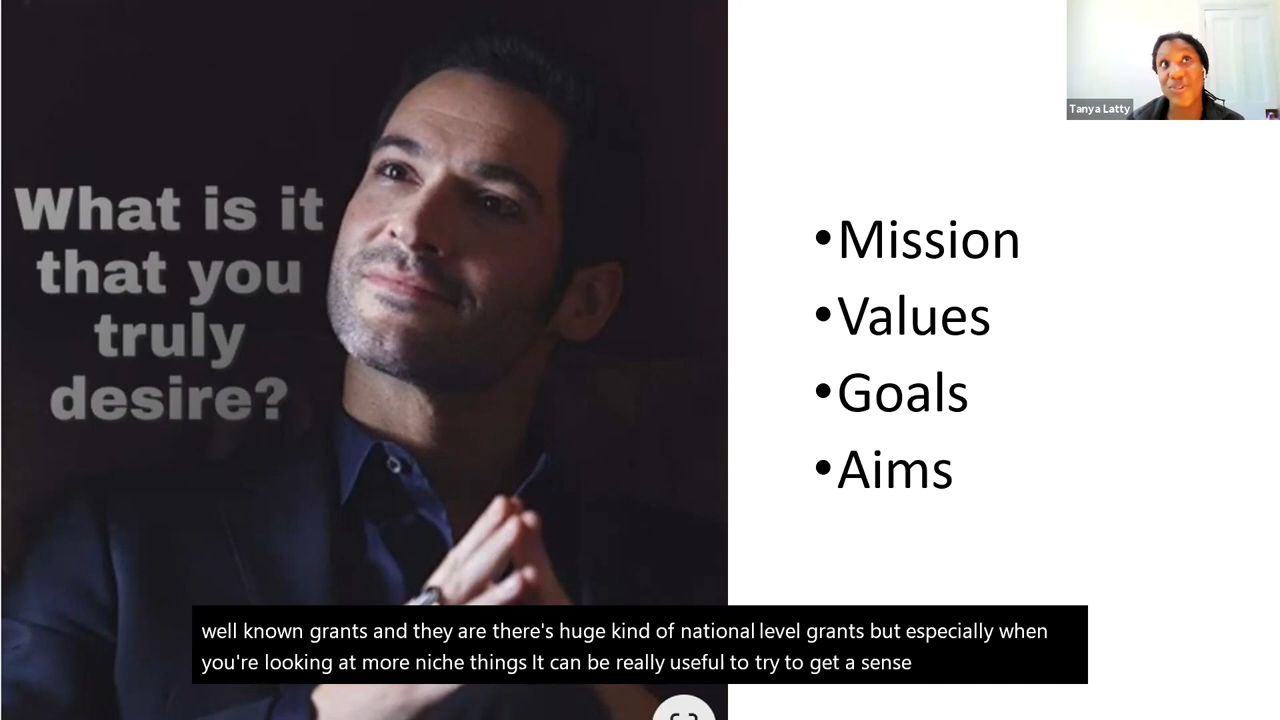 What is it
that you
truly
desire?
Tanya Latty
•Mission
•Values
•Goals
•Aims
well known grants and they are there's huge kind of national level grants but especially when
you're looking at more niche things It can be really useful to try to get a sense